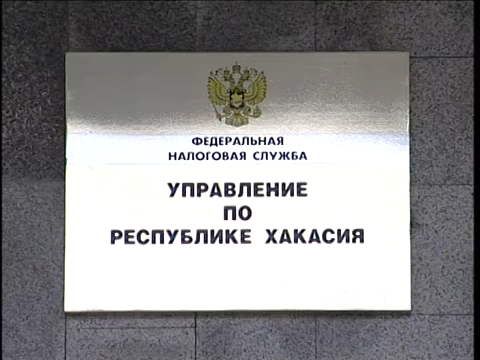 ФЕДЕРАЛЬНАЯ
НАЛОГОВАЯ СЛУЖБА
УПРАВЛЕНИЕ
ПО
РЕСПУБЛИКЕ ХАКАСИЯ